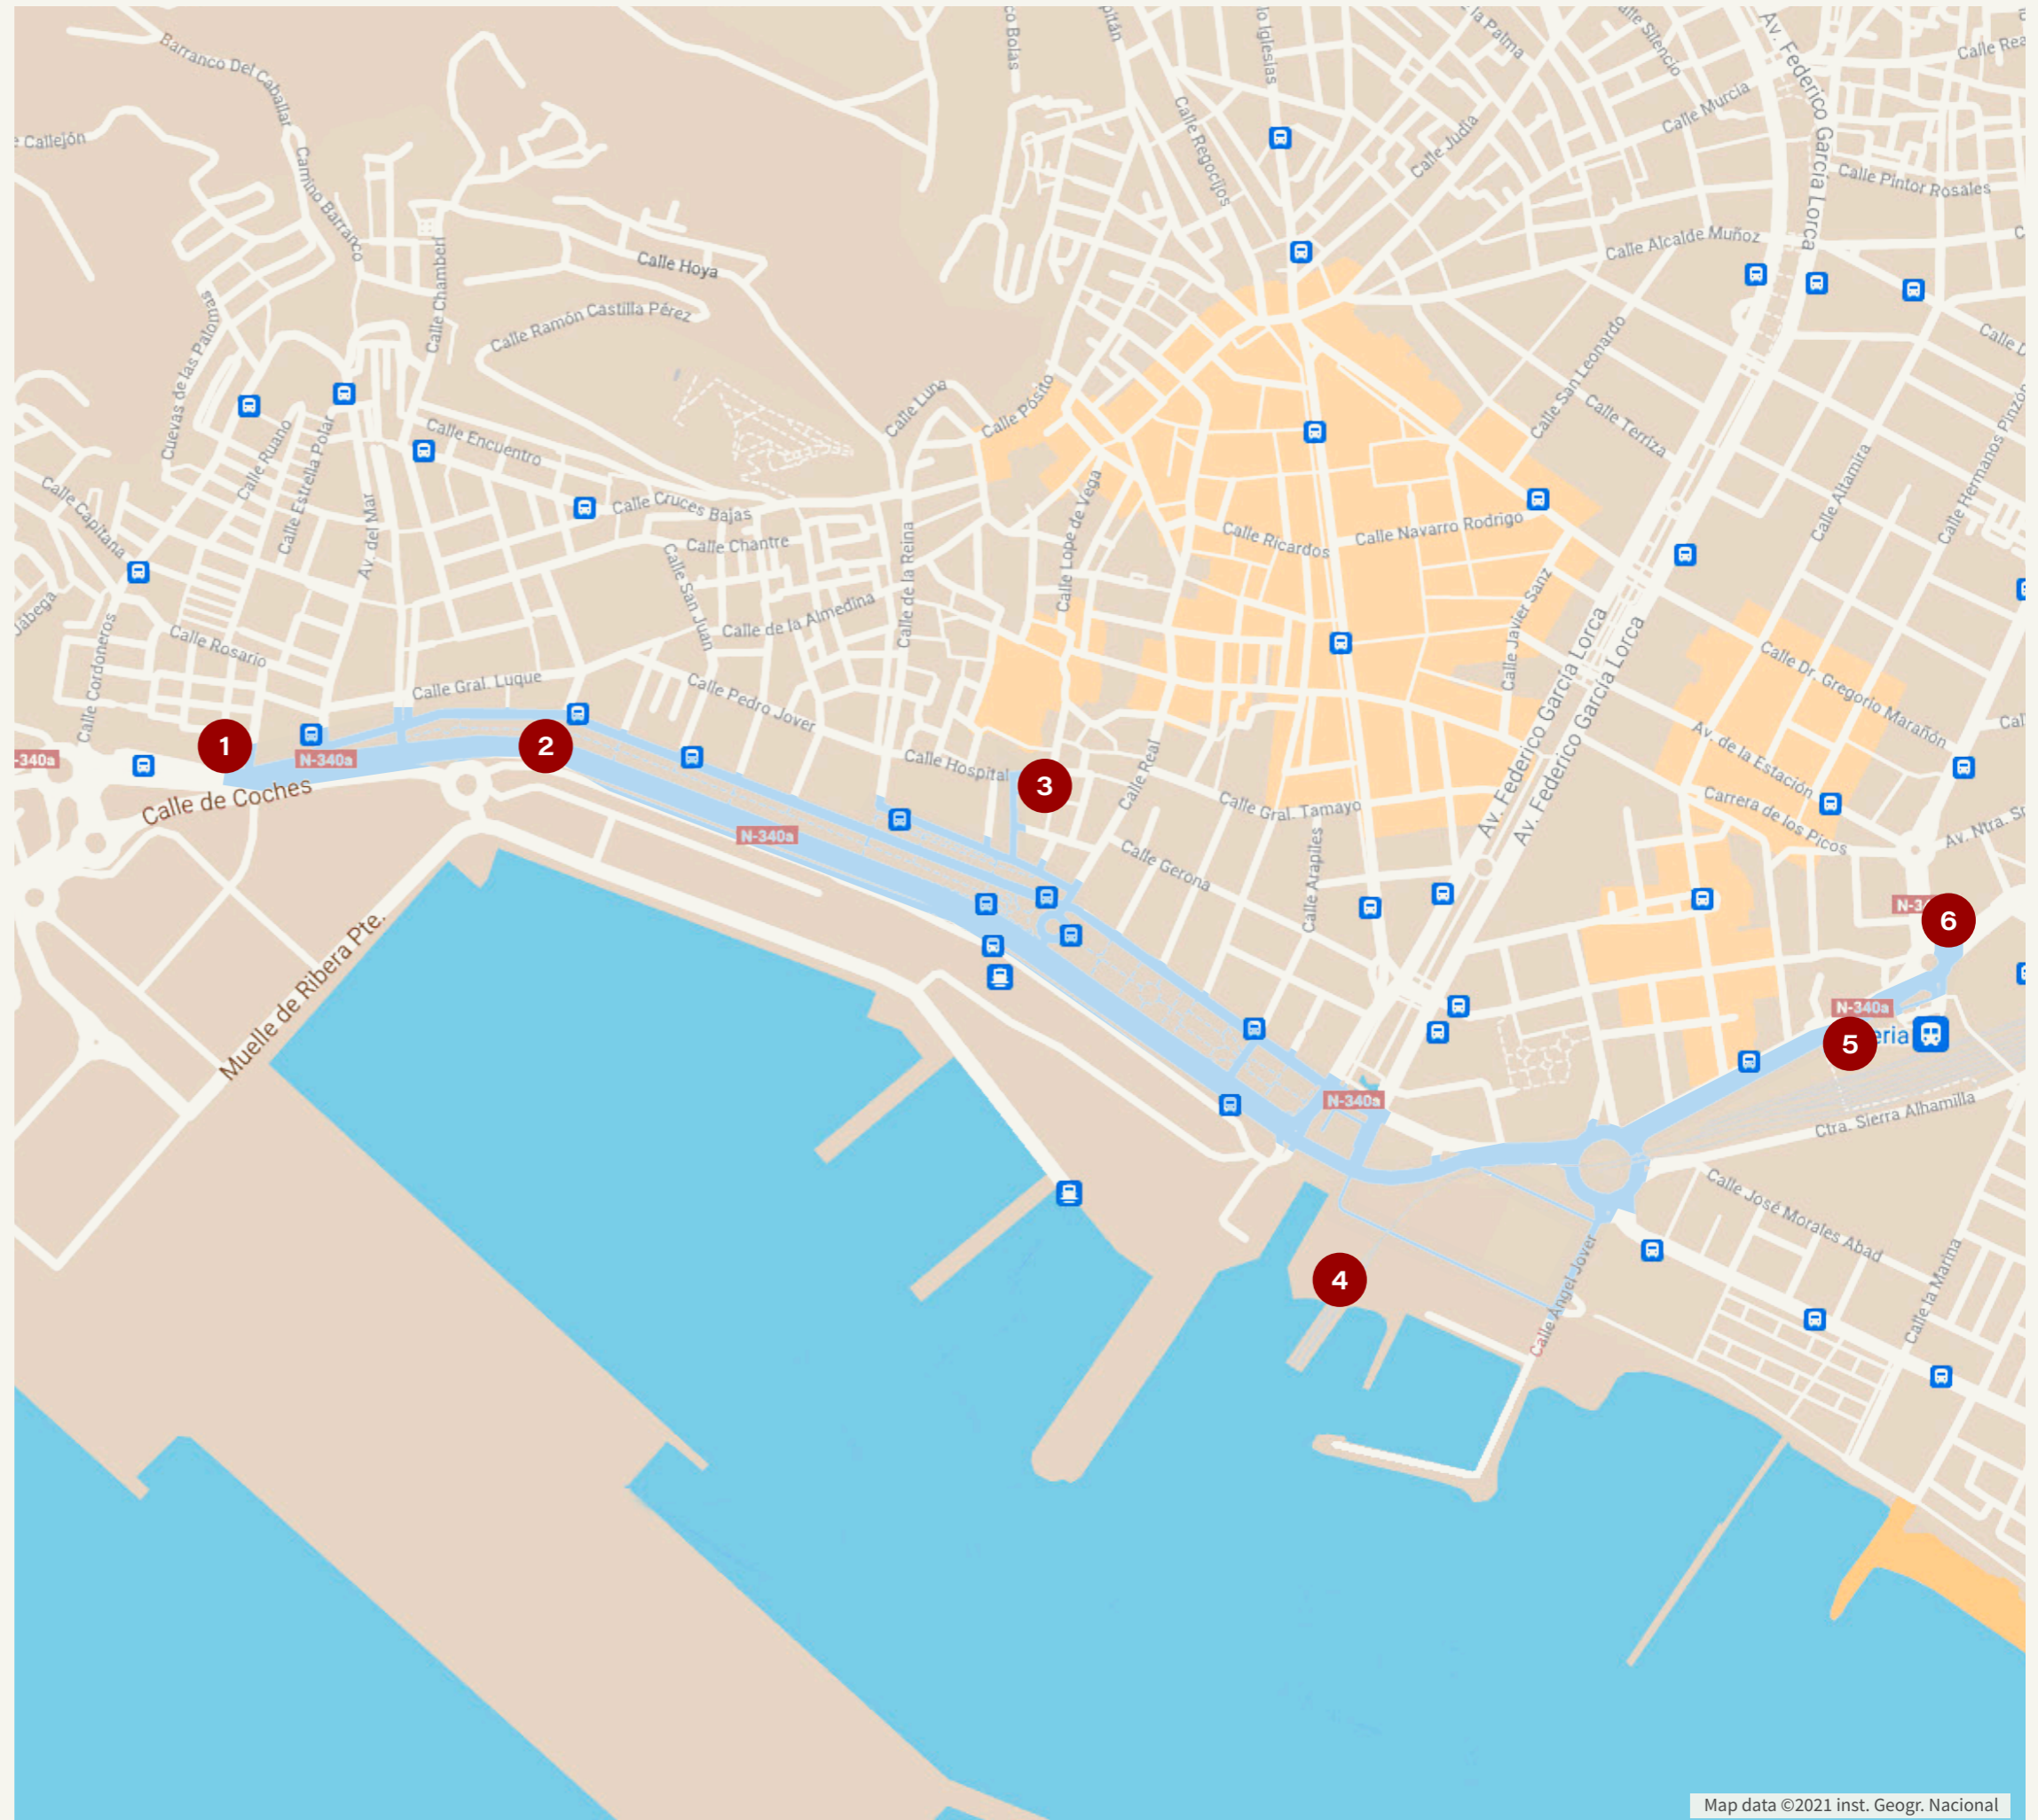 Barranco Del Caballar
Camino Barranco
Calle Chamberí
Calle Hoya
Calle Ramón Castilla Pérez
Cuevas de las Palomas
Calle Ruano
Calle Estrella Polar
Av. del Mar
Calle Encuentro
Calle Capitana
Jábega
Calle Cordoneros
Calle Rosario
Calle Gral. Luque
Calle Cruces Bajas
Calle Chantre
Calle San Juan
Calle de la Almedina
Calle de la Reina
Calle Luna
Calle Pósito
Calle Lope de Vega
Calle Regocijos
Calle Judía
la Palma
Calle Murcia
Av. Federico García Lorca
Av. Federico García Lorca
Calle Pintor Rosales
Calle Alcalde Muñoz
Calle San Leonardo
Calle Terriza
Calle Altamira
Calle Hermanos Pinzón
Calle Ricardos
Calle Navarro Rodrigo
Calle Javier Sanz
Av. Federico García Lorca
Calle Dr. Gregorio Marañón
Av. de la Estación
Carrera de los Picos
Calle Pedro Jover
Calle Hospital
Calle Real
Calle Gral. Tamayo
Calle Gerona
Calle Arapiles
1
2
3
4
5
6
N-340a
N-340a
N-340a
N-340a
Calle de Coches
Muelle de Ribera Pte.
Ctra. Sierra Alhamilla
Calle José Morales Abad
Calle la Marina
Calle Ángel Jover
Map data ©2021 inst. Geogr. Nacional